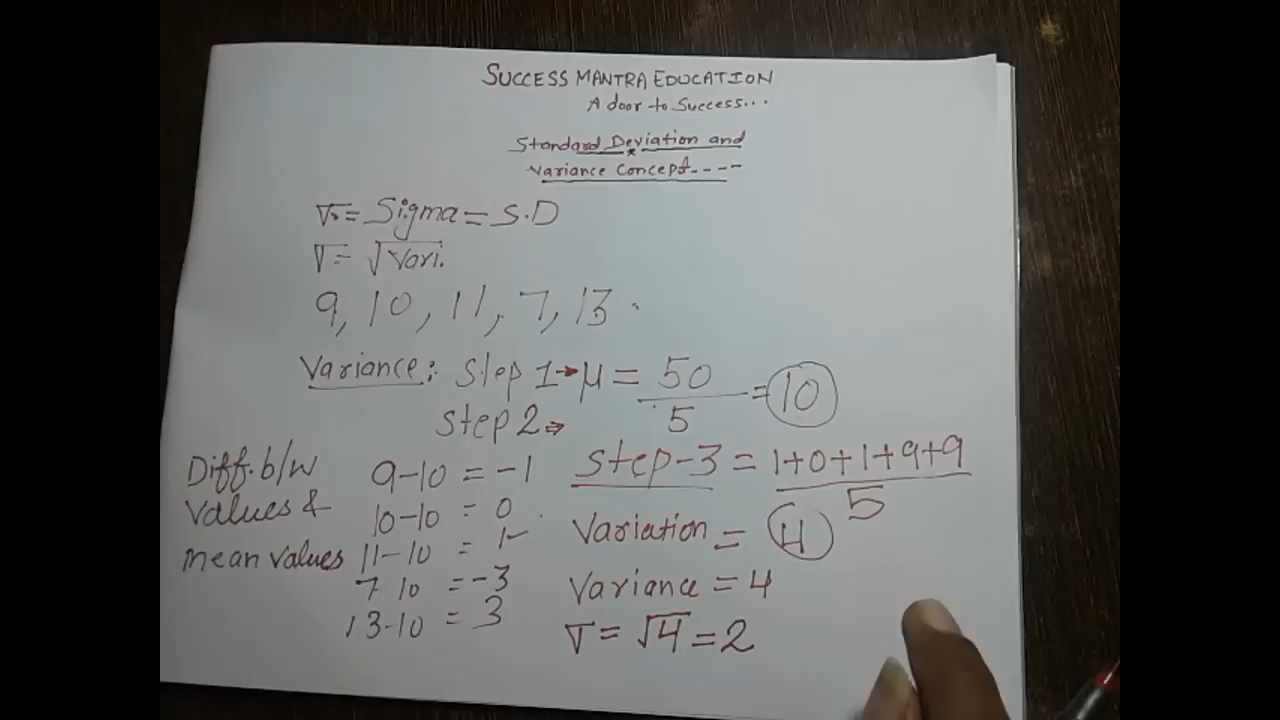 SUCCESS MANTRA EDUCATION
A door to Success...
Standard Deviation and
Variance Concept----
σ = Sigma = S.D
σ = √Vari.
9, 10, 11, 7, 13
Variance: Step 1 → μ = 50/5 = 10
Step 2 ⇒
Diff. b/w
Values &
mean values
9-10 = -1
10-10 = 0
11-10 = 1
7 10 = -3
13-10 = 3
Step-3 = 1+0+1+9+9
5
Variation = 4
Variance = 4
σ = √4 = 2